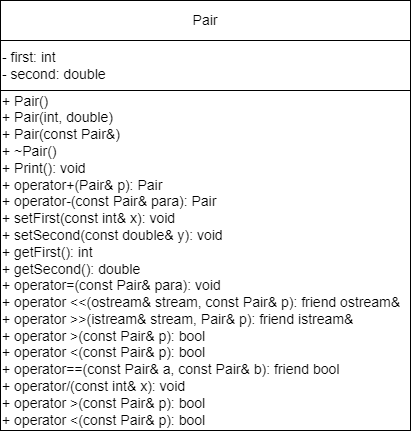 Pair
- first: int
- second: double
+ Pair()
+ Pair(int, double)
+ Pair(const Pair&)
+ ~Pair()
+ Print(): void
+ operator+(Pair& p): Pair
+ operator-(const Pair& para): Pair
+ setFirst(const int& x): void
+ setSecond(const double& y): void
+ getFirst(): int
+ getSecond(): double
+ operator=(const Pair& para): void
+ operator <<(ostream& stream, const Pair& p): friend ostream&
+ operator >>(istream& stream, Pair& p): friend istream&
+ operator >(const Pair& p): bool
+ operator <(const Pair& p): bool
+ operator==(const Pair& a, const Pair& b): friend bool
+ operator/(const int& x): void
+ operator >(const Pair& p): bool
+ operator <(const Pair& p): bool